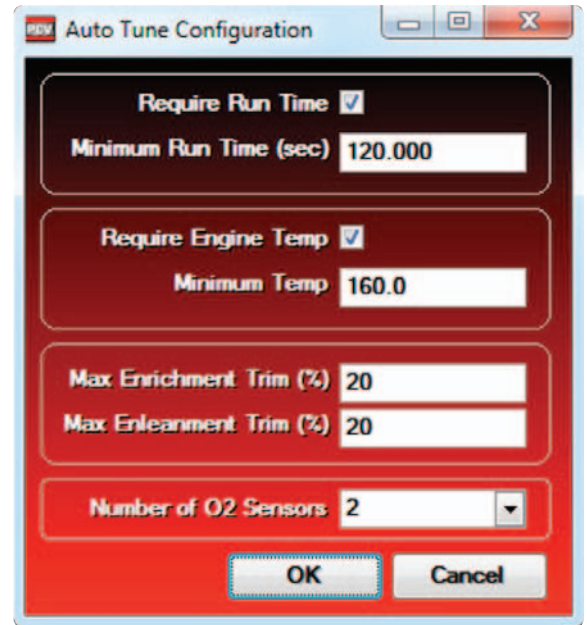 PCV Auto Tune Configuration
Require Run Time
Minimum Run Time (sec) 120.000
Require Engine Temp
Minimum Temp 160.0
Max Enrichment Trim (%) 20
Max Enleanment Trim (%) 20
Number of O2 Sensors 2
OK Cancel